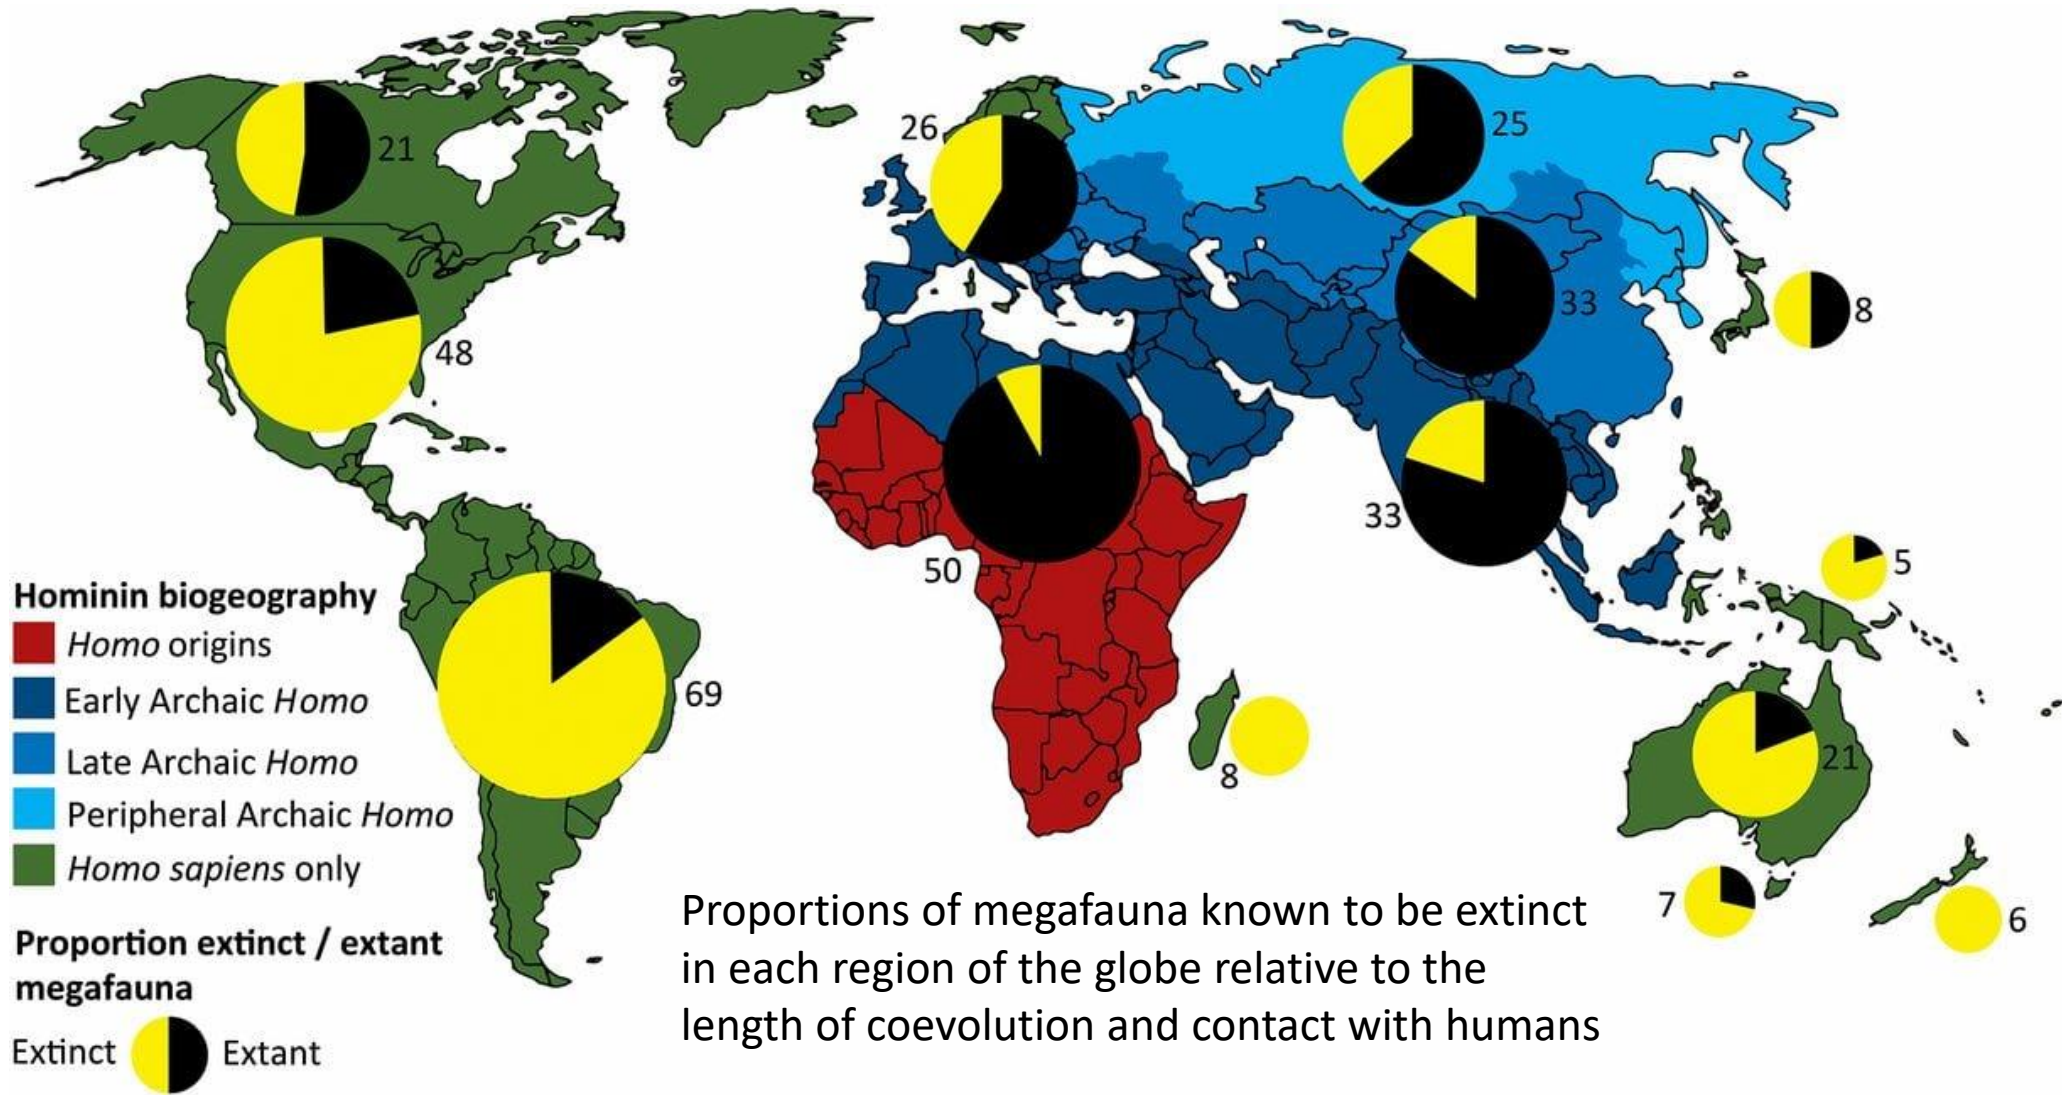 26
25
21
33
8
48
33
50
5
69
8
21
7
6
Hominin biogeography
Homo origins
Early Archaic Homo
Late Archaic Homo
Peripheral Archaic Homo
Homo sapiens only
Proportion extinct / extant
megafauna
Extinct
Extant
Proportions of megafauna known to be extinct
in each region of the globe relative to the
length of coevolution and contact with humans